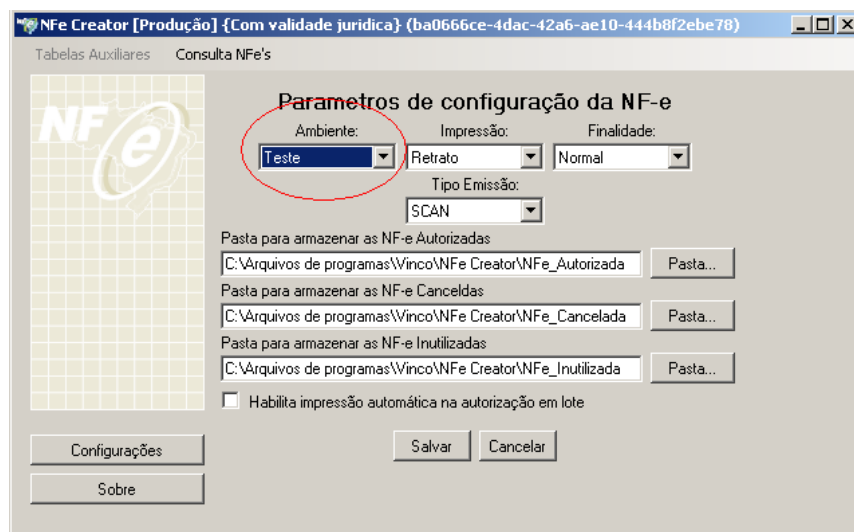 NFe Creator [Produção] {Com validade juridica} (ba0666ce-4dac-42a6-ae10-444b8f2ebe78)
Tabelas Auxiliares Consulta NFe's
NF e
Parametros de configuração da NF-e
Ambiente: Impressão: Finalidade:
Teste Retrato Normal
Tipo Emissão:
SCAN
Pasta para armazenar as NF-e Autorizadas
C:\Arquivos de programas\Vinco\NFe Creator\NFe_Autorizada Pasta...
Pasta para armazenar as NF-e Canceldas
C:\Arquivos de programas\Vinco\NFe Creator\NFe_Cancelada Pasta...
Pasta para armazenar as NF-e Inutilizadas
C:\Arquivos de programas\Vinco\NFe Creator\NFe_Inutilizada Pasta...
Habilita impressão automática na autorização em lote
Configurações Salvar Cancelar
Sobre